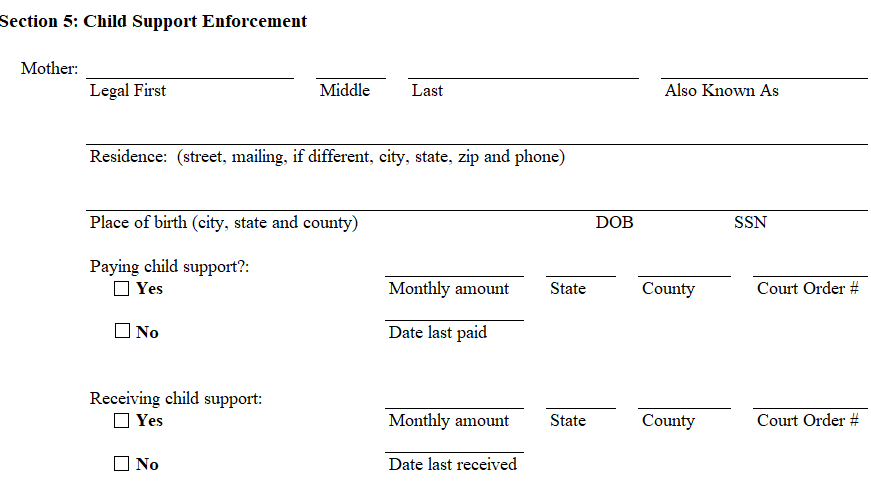 Section 5: Child Support Enforcement
Mother:
Legal First Middle Last Also Known As
Residence: (street, mailing, if different, city, state, zip and phone)
Place of birth (city, state and county) DOB SSN
Paying child support?:
Yes Monthly amount State County Court Order #
No Date last paid
Receiving child support:
Yes Monthly amount State County Court Order #
No Date last received